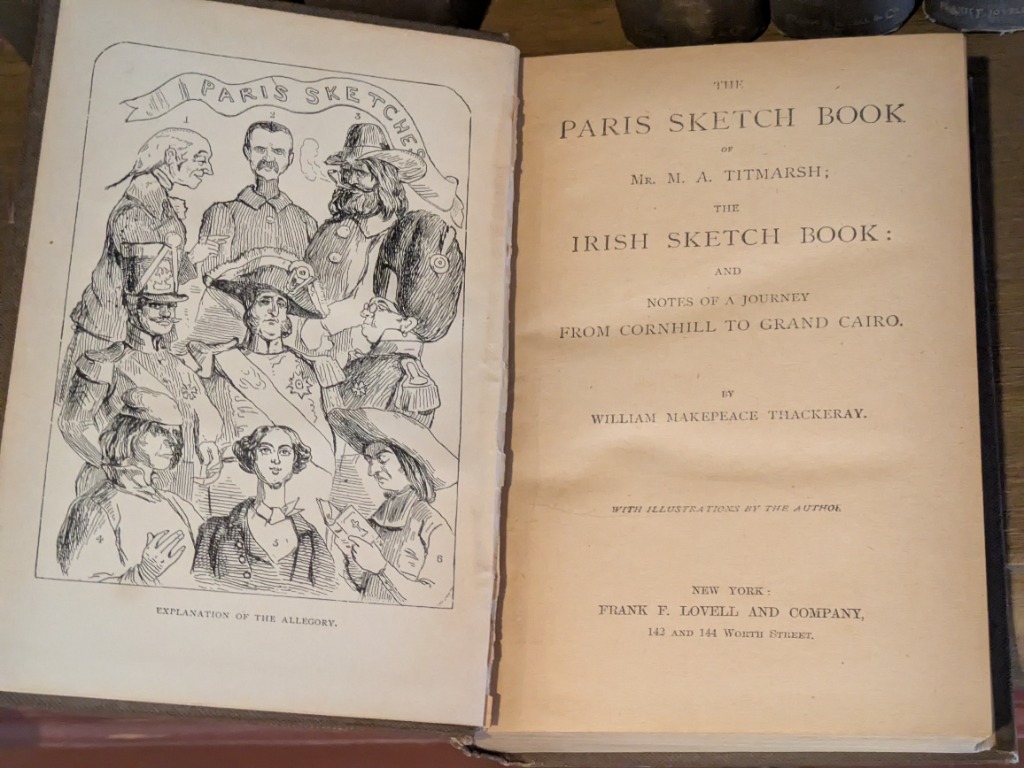 PARIS SKETCHES
1
2
3
4
5
6
EXPLANATION OF THE ALLEGORY.
THE
PARIS SKETCH BOOK
OF
MR. M. A. TITMARSH;
THE
IRISH SKETCH BOOK:
AND
NOTES OF A JOURNEY
FROM CORNHILL TO GRAND CAIRO.
BY
WILLIAM MAKEPEACE THACKERAY.
WITH ILLUSTRATIONS BY THE AUTHOR.
NEW YORK:
FRANK F. LOVELL AND COMPANY,
142 AND 144 WORTH STREET.